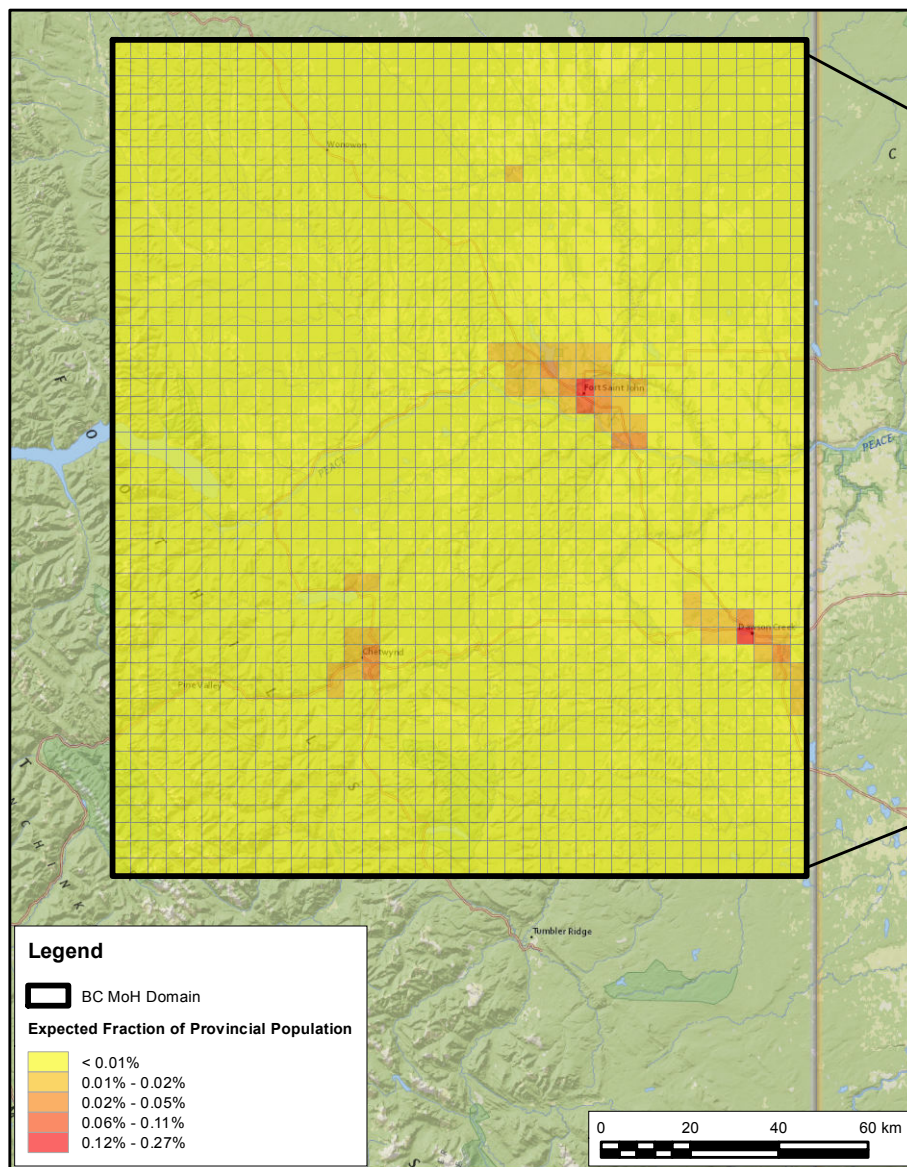 Wonowon
C
Fort Saint John
F
O
O
T
H
I
L
L
S
PEACE
PEACE
Dawson Creek
Chetwynd
Pine Valley
T
N C H I N
K
Tumbler Ridge
S
Legend
BC MoH Domain
Expected Fraction of Provincial Population
< 0.01%
0.01% - 0.02%
0.02% - 0.05%
0.06% - 0.11%
0.12% - 0.27%
0 20 40 60 km